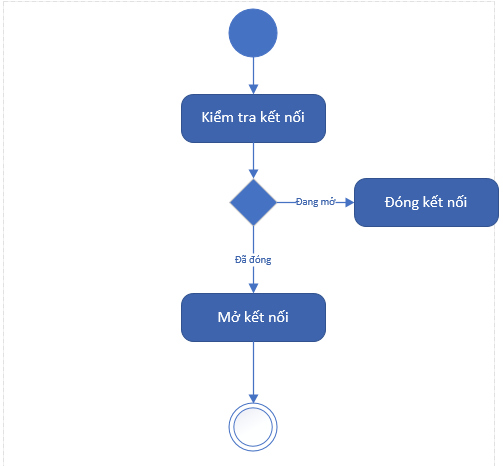 Kiểm tra kết nối
Đang mở
Đóng kết nối
Đã đóng
Mở kết nối